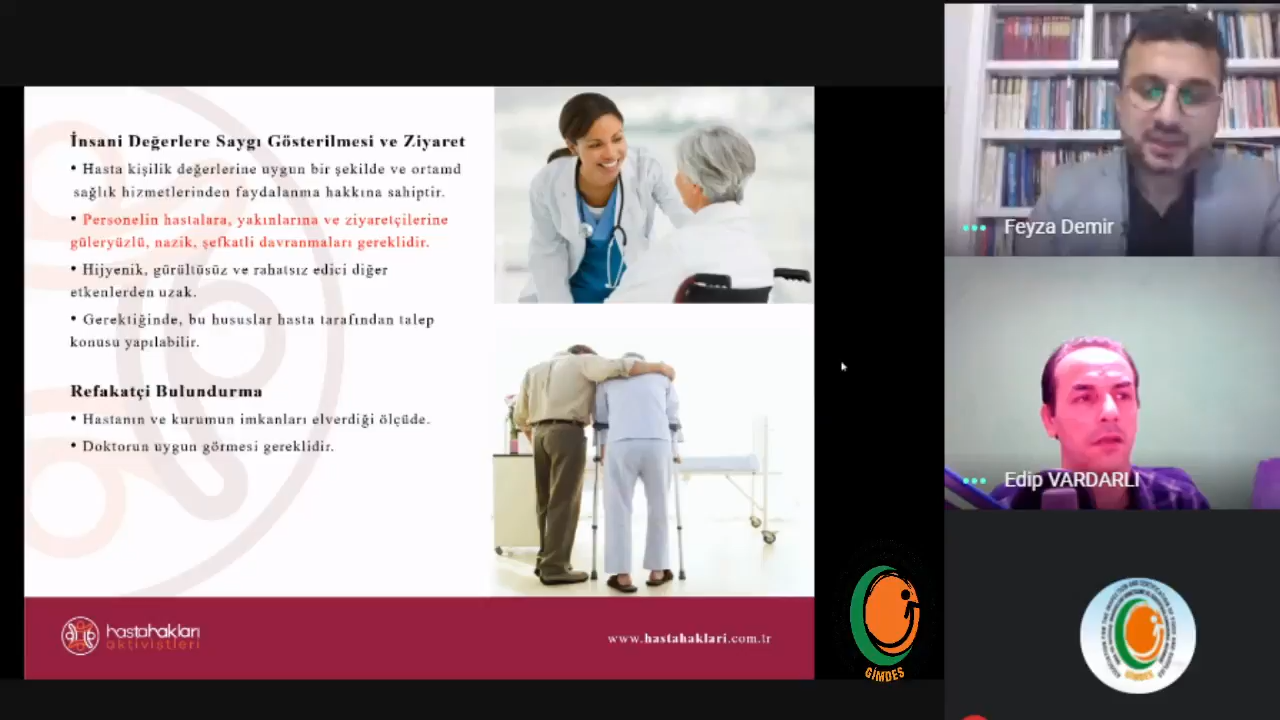 İnsani Değerlere Saygı Gösterilmesi ve Ziyaret
• Hasta kişilik değerlerine uygun bir şekilde ve ortamd
sağlık hizmetlerinden faydalanma hakkına sahiptir.
• Personelin hastalara, yakınlarına ve ziyaretçilerine
güleryüzlü, nazik, şefkatli davranmaları gereklidir.
• Hijyenik, gürültüsüz ve rahatsız edici diğer
etkenlerden uzak.
• Gerektiğinde, bu hususlar hasta tarafından talep
konusu yapılabilir.
Refakatçi Bulundurma
• Hastanın ve kurumun imkanları elverdiği ölçüde.
• Doktorun uygun görmesi gereklidir.
hastahakları
aktivistleri
www.hastahaklari.com.tr
GİMDES
Feyza Demir
Edip VARDARLI
GİMDES